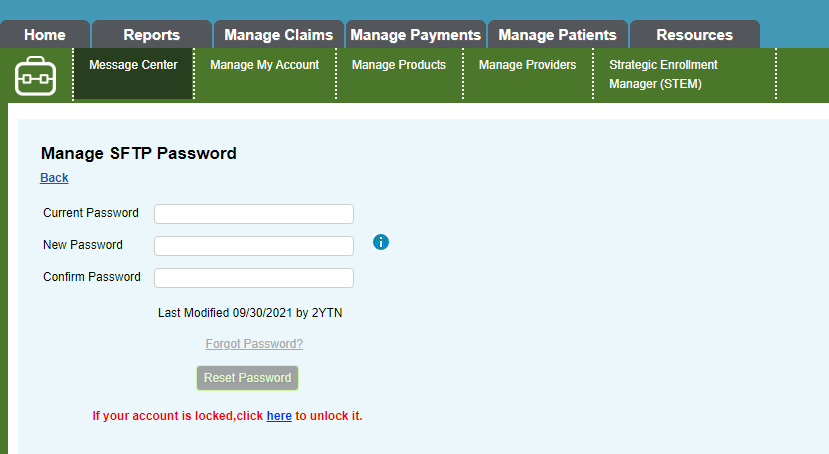 Home Reports Manage Claims Manage Payments Manage Patients Resources
Message Center Manage My Account Manage Products Manage Providers Strategic Enrollment
Manager (STEM)
Manage SFTP Password
Back
Current Password
New Password
Confirm Password
Last Modified 09/30/2021 by 2YTN
Forgot Password?
Reset Password
If your account is locked,click here to unlock it.